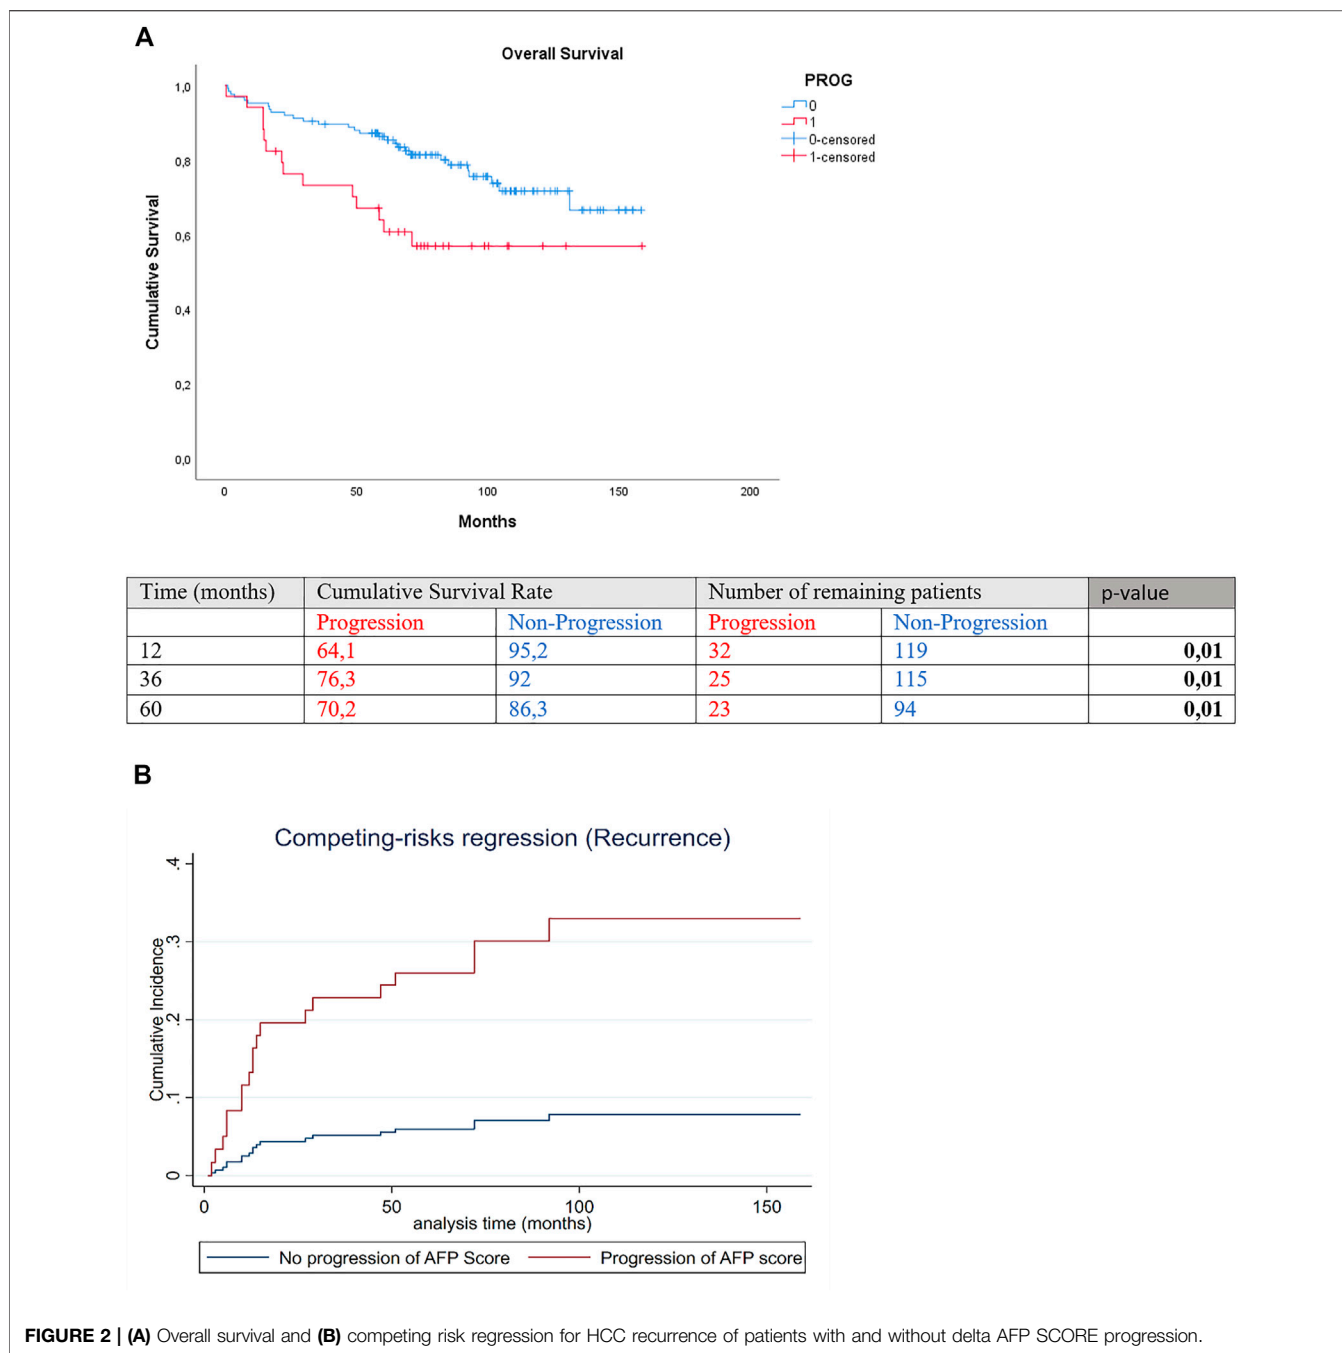 A
Overall Survival
PROG
0
1
0-censored
1-censored
Cumulative Survival
1,0
0,8
0,6
0,4
0,2
0,0
0 50 100 150 200
Months
Time (months) Cumulative Survival Rate Number of remaining patients p-value
Progression Non-Progression Progression Non-Progression
12 64,1 95,2 32 119 0,01
36 76,3 92 25 115 0,01
60 70,2 86,3 23 94 0,01
B
Competing-risks regression (Recurrence)
Cumulative Incidence
.4
.3
.2
.1
0
0 50 100 150
analysis time (months)
No progression of AFP Score Progression of AFP score
FIGURE 2 | (A) Overall survival and (B) competing risk regression for HCC recurrence of patients with and without delta AFP SCORE progression.